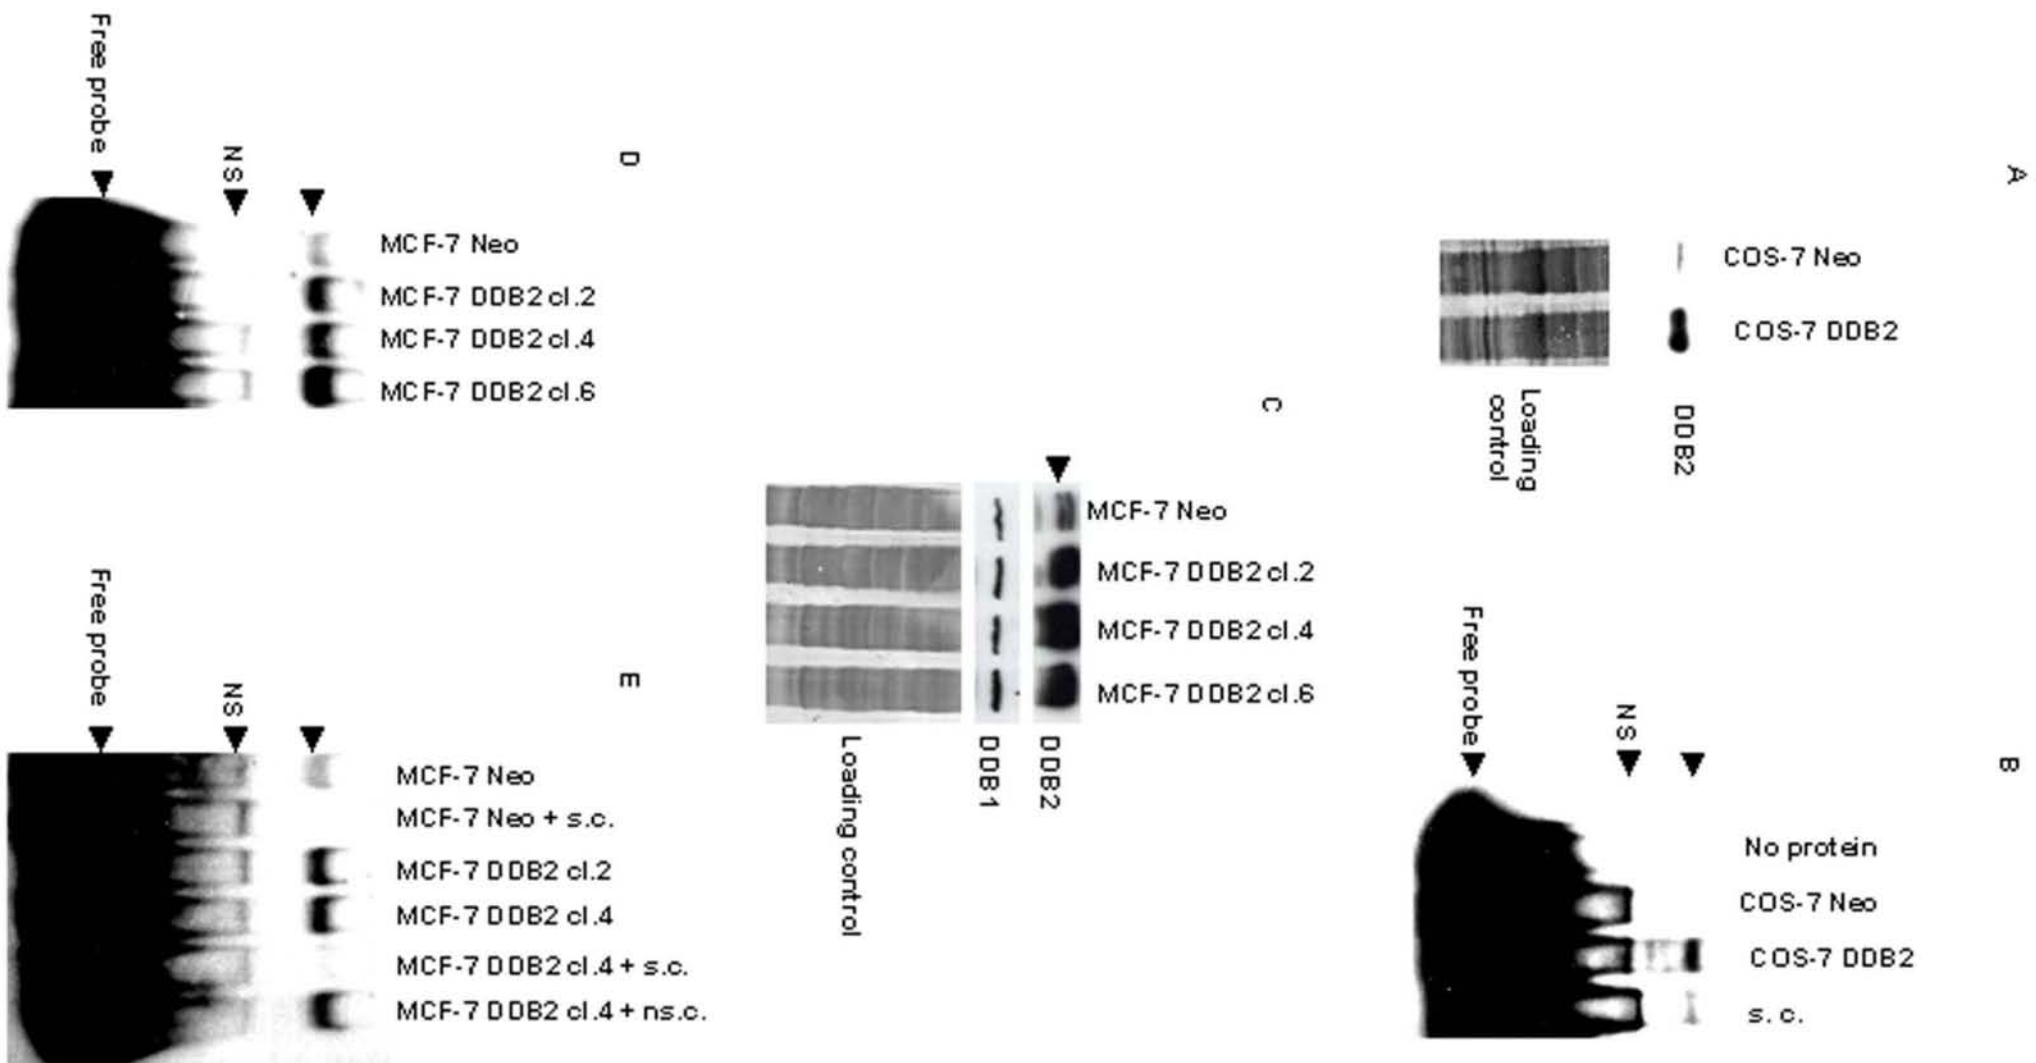 A
COS-7 Neo
COS-7 DDB2
DDB2
Loading
control
B
No protein
COS-7 Neo
COS-7 DDB2
s.c.
NS
Free probe
C
MCF-7 Neo
MCF-7 DDB2 cl.2
MCF-7 DDB2 cl.4
MCF-7 DDB2 cl.6
DDB2
DDB1
Loading control
D
MCF-7 Neo
MCF-7 DDB2 cl.2
MCF-7 DDB2 cl.4
MCF-7 DDB2 cl.6
NS
Free probe
E
MCF-7 Neo
MCF-7 Neo + s.c.
MCF-7 DDB2 cl.2
MCF-7 DDB2 cl.4
MCF-7 DDB2 cl.4 + s.c.
MCF-7 DDB2 cl.4 + ns.c.
NS
Free probe